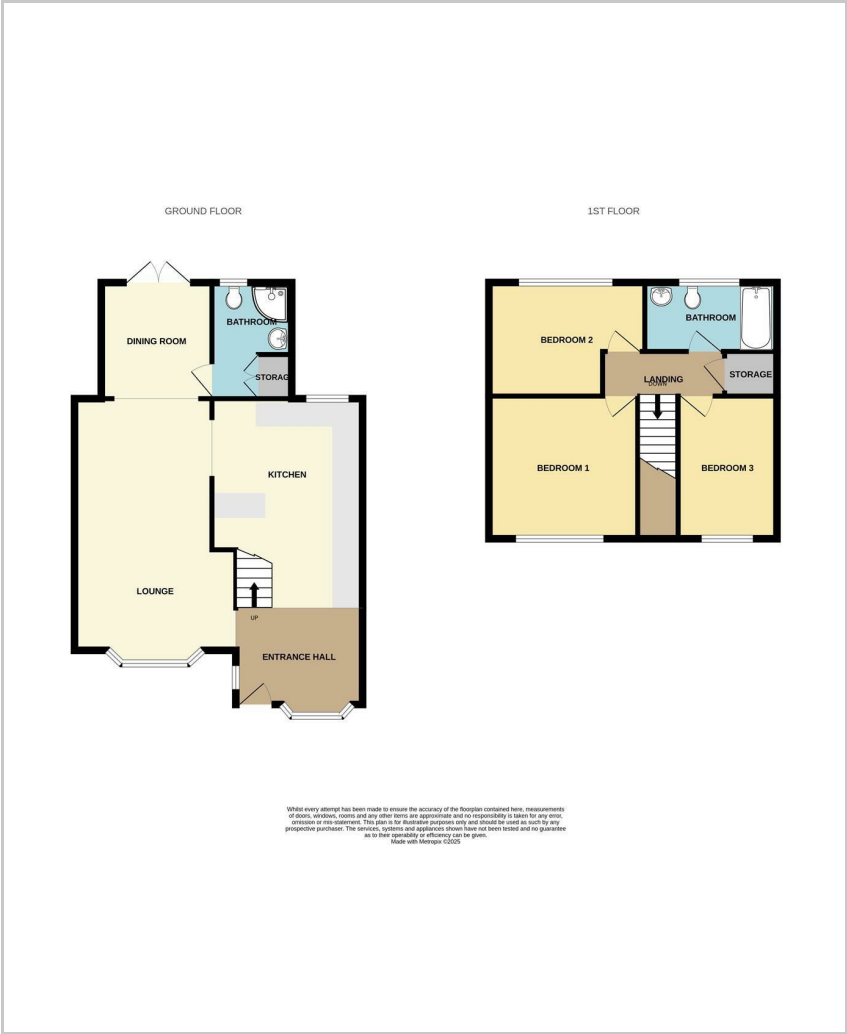 GROUND FLOOR
1ST FLOOR
BATHROOM
DINING ROOM
STORAG
KITCHEN
LOUNGE
UP
ENTRANCE HALL
BATHROOM
BEDROOM 2
STORAGE
LANDING
DOWN
BEDROOM 1
BEDROOM 3
Whilst every attempt has been made to ensure the accuracy of the floorplan contained here, measurements
of doors, windows, rooms and any other items are approximate and no responsibility is taken for any error,
omission or mis-statement. This plan is for illustrative purposes only and should be used as such by any
prospective purchaser. The services, systems and appliances shown have not been tested and no guarantee
as to their operability or efficiency can be given.
Made with Metropix ©2025